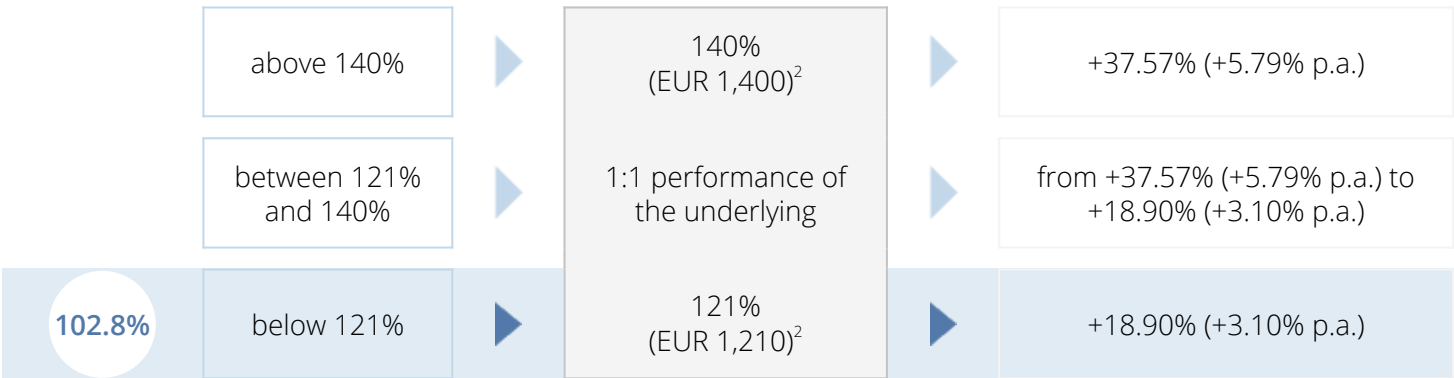 above 140%
140%
(EUR 1,400)²
+37.57% (+5.79% p.a.)
between 121%
and 140%
1:1 performance of
the underlying
from +37.57% (+5.79% p.a.) to
+18.90% (+3.10% p.a.)
102.8%
below 121%
121%
(EUR 1,210)²
+18.90% (+3.10% p.a.)